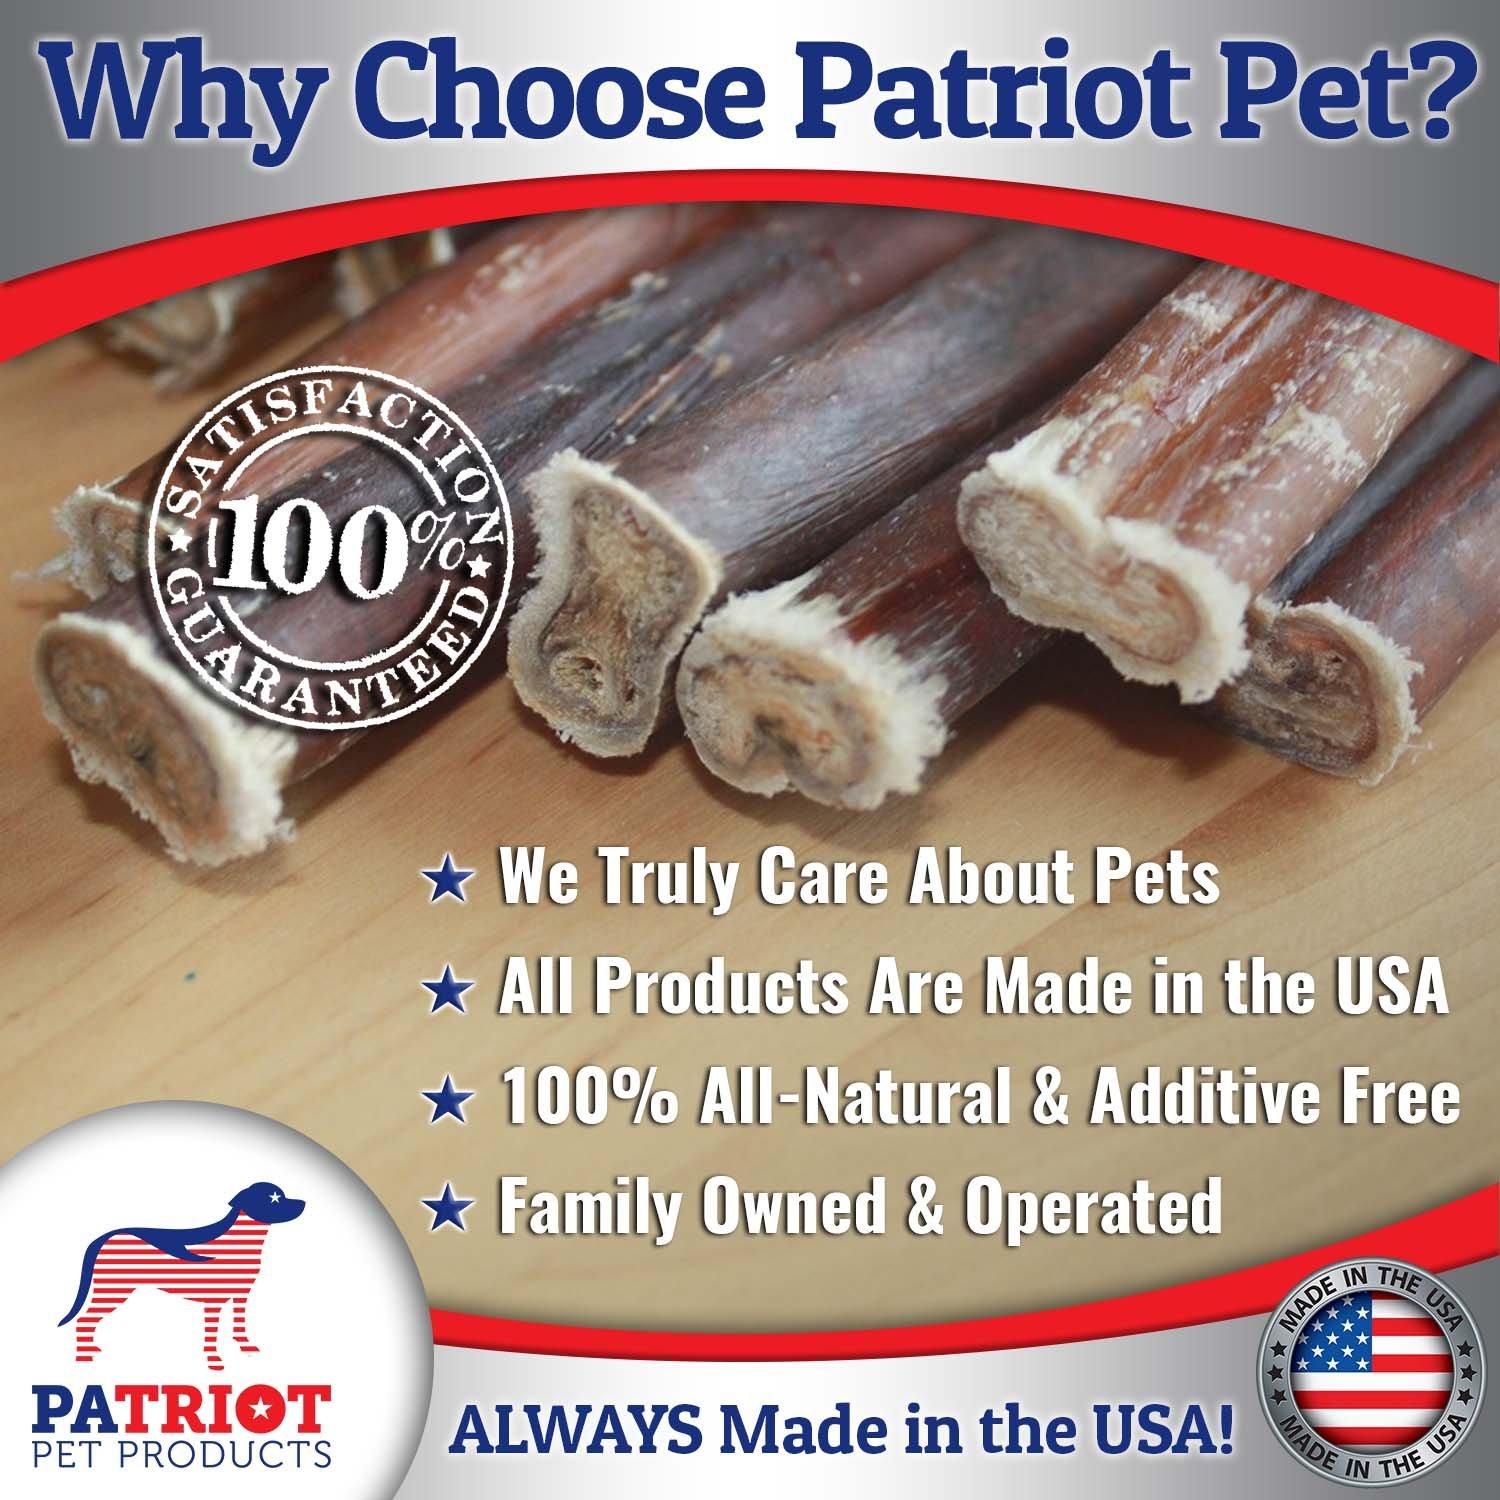 Why Choose Patriot Pet?
SATISFACTION
100%
GUARANTEED
We Truly Care About Pets
All Products Are Made in the USA
100% All-Natural & Additive Free
Family Owned & Operated
PATRIOT
PET PRODUCTS
ALWAYS Made in the USA!
MADE IN THE USA
MADE IN THE USA